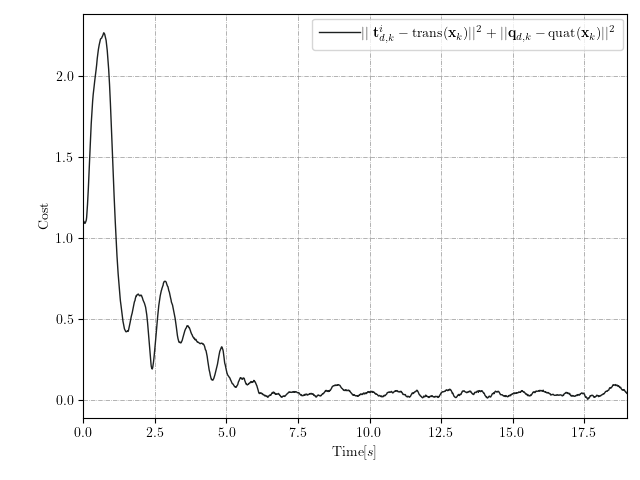 || t^i_{d,k} − trans(x_k)||² + ||q_{d,k} − quat(x_k)||²
Cost
2.0
1.5
1.0
0.5
0.0
0.0 2.5 5.0 7.5 10.0 12.5 15.0 17.5
Time[s]